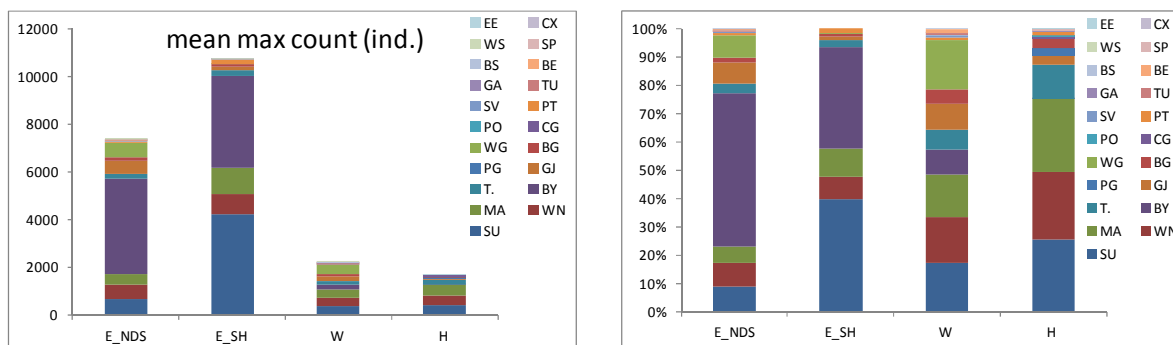 mean max count (ind.)
12000
10000
8000
6000
4000
2000
0
E_NDS E_SH W H
EE CX
WS SP
BS BE
GA TU
SV PT
PO CG
WG BG
PG GJ
T. BY
MA WN
SU
100%
90%
80%
70%
60%
50%
40%
30%
20%
10%
0%
E_NDS E_SH W H
EE CX
WS SP
BS BE
GA TU
SV PT
PO CG
WG BG
PG GJ
T. BY
MA WN
SU